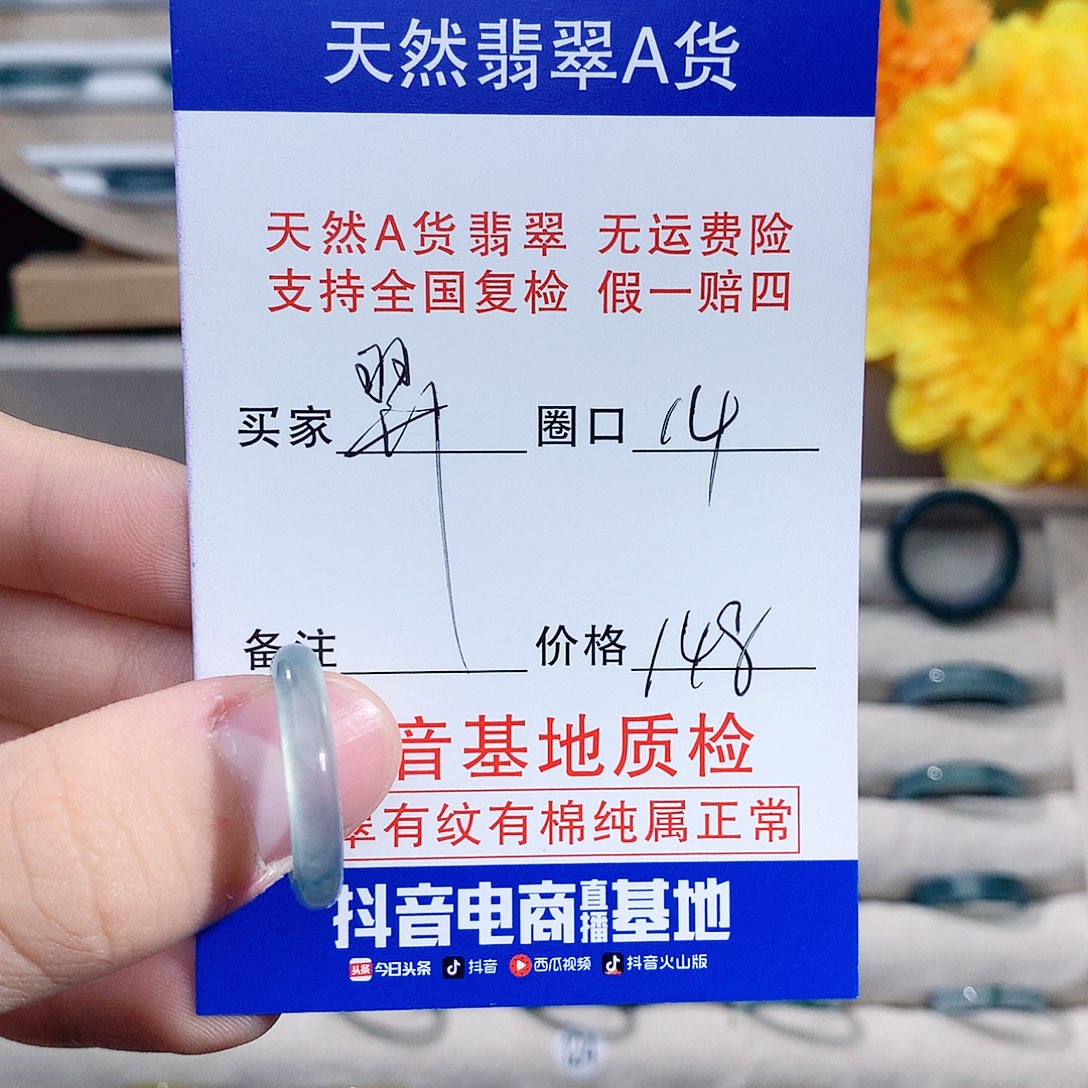 天然翡翠A货
天然A货翡翠 无运费险
支持全国复检 假一赔四
买家 圈口 14
备注 价格 148
音基地质检
翠有纹有棉纯属正常
抖音电商直播基地
头条 今日头条 抖音 西瓜视频 抖音火山版